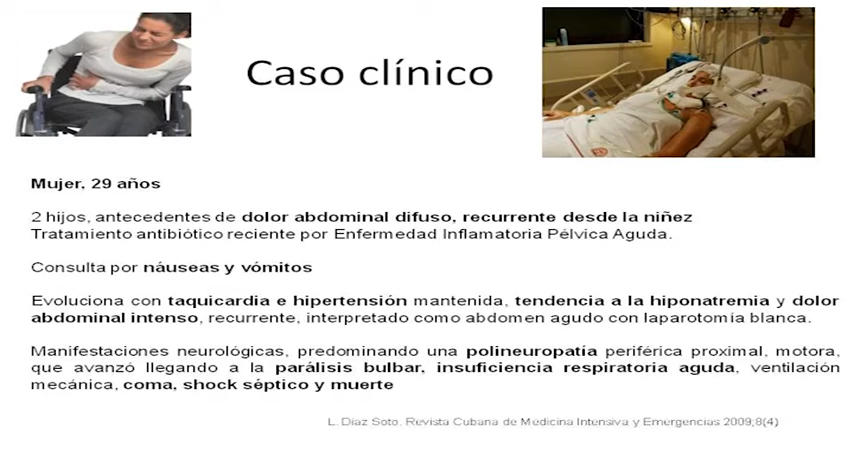 Caso clínico
Mujer, 29 años
2 hijos, antecedentes de dolor abdominal difuso, recurrente desde la niñez
Tratamiento antibiótico reciente por Enfermedad Inflamatoria Pélvica Aguda.
Consulta por náuseas y vómitos
Evoluciona con taquicardia e hipertensión mantenida, tendencia a la hiponatremia y dolor
abdominal intenso, recurrente, interpretado como abdomen agudo con laparotomía blanca.
Manifestaciones neurológicas, predominando una polineuropatía periférica proximal, motora,
que avanzó llegando a la parálisis bulbar, insuficiencia respiratoria aguda, ventilación
mecánica, coma, shock séptico y muerte
L. Díaz Soto. Revista Cubana de Medicina Intensiva y Emergencias 2009;8(4)